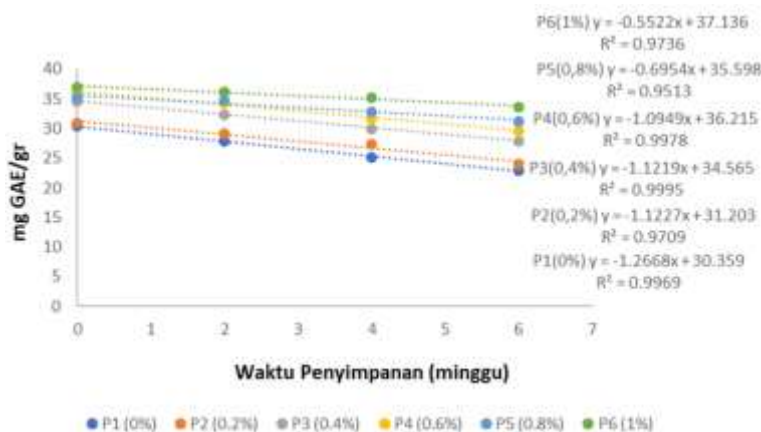 P6(1%) y = -0.5522x + 37.136
R² = 0.9736
P5(0,8%) y = -0.6954x + 35.598
R² = 0.9513
P4(0,6%) y = -1.0949x + 36.215
R² = 0.9978
P3(0,4%) y = -1.1219x + 34.565
R² = 0.9995
P2(0,2%) y = -1.1227x + 31.203
R² = 0.9709
P1(0%) y = -1.2668x + 30.359
R² = 0.9969
mg GAE/gr
40
35
30
25
20
15
10
5
0
0 1 2 3 4 5 6 7
Waktu Penyimpanan (minggu)
P1 (0%) P2 (0.2%) P3 (0.4%) P4 (0.6%) P5 (0.8%) P6 (1%)